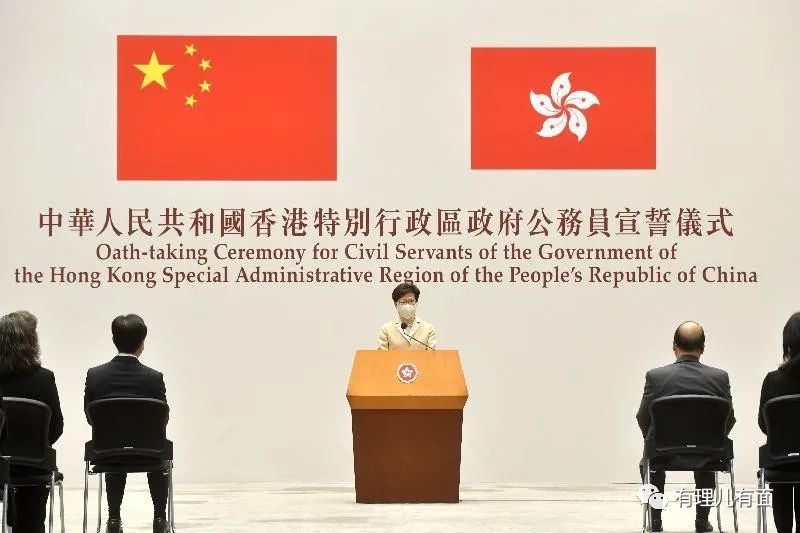 中華人民共和國香港特別行政區政府公務員宣誓儀式
Oath-taking Ceremony for Civil Servants of the Government of
the Hong Kong Special Administrative Region of the People's Republic of China
有理儿有面